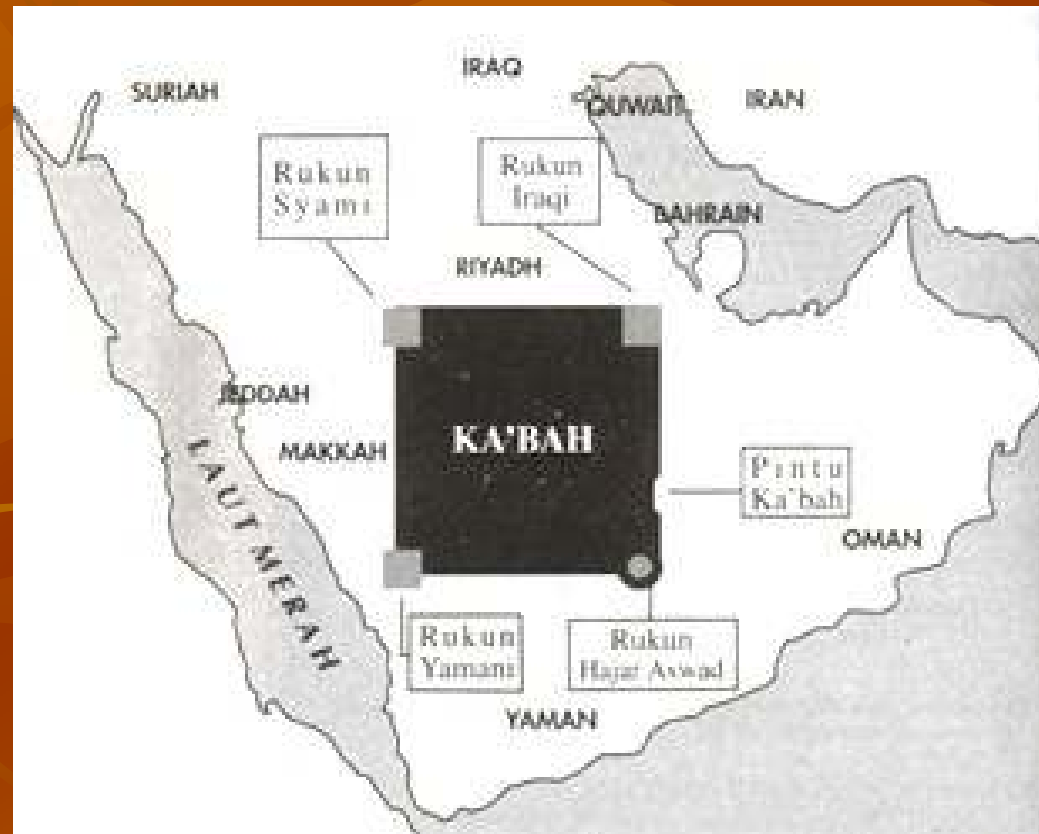 SURIAH
IRAQ
QUWAIT
IRAN
Rukun
Syami
Rukun
Iraqi
BAHRAIN
RIYADH
JEDDAH
MAKKAH
KA'BAH
Pintu
Ka'bah
LAUT MERAH
OMAN
Rukun
Yamani
Rukun
Hajar Aswad
YAMAN